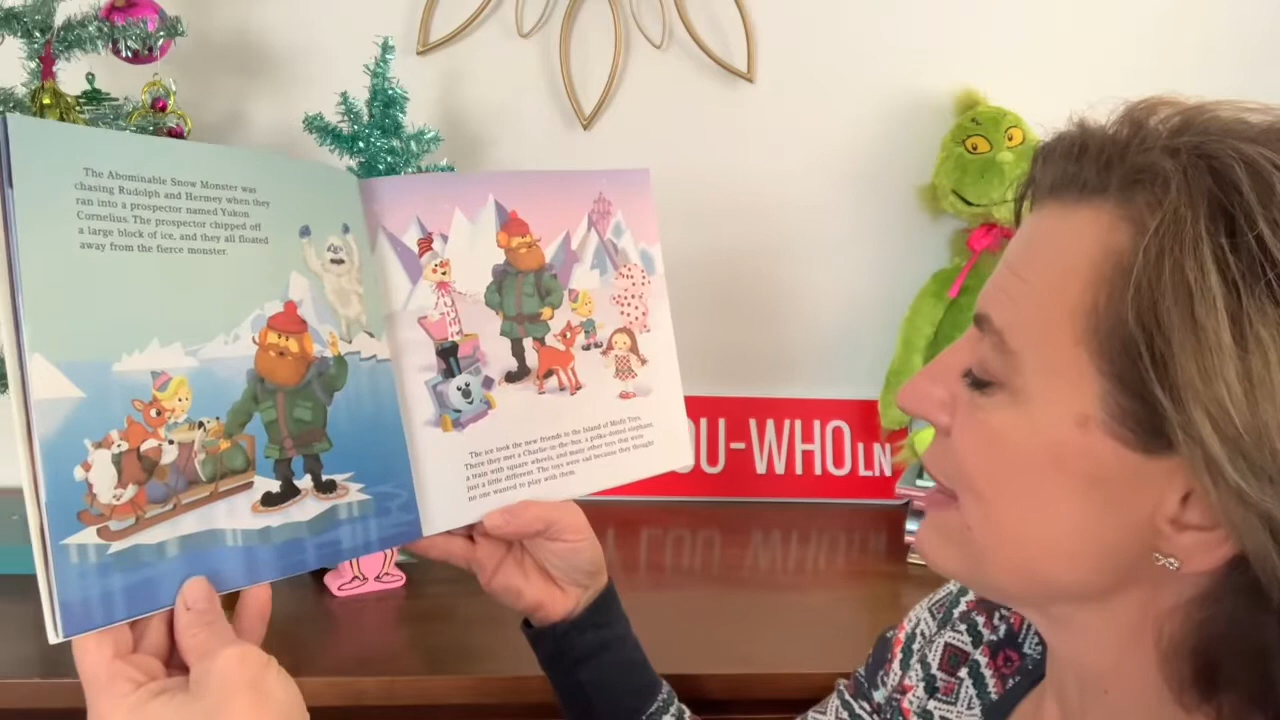 The Abominable Snow Monster was
chasing Rudolph and Hermey when they
ran into a prospector named Yukon
Cornelius. The prospector chipped off
a large block of ice, and they all floated
away from the fierce monster.
The ice took the new friends to the Island of Misfit Toys.
There they met a Charlie-in-the-box, a polka-dotted elephant,
a train with square wheels, and many other toys that were
just a little different. The toys were sad because they thought
no one wanted to play with them.
OU-WHO LN